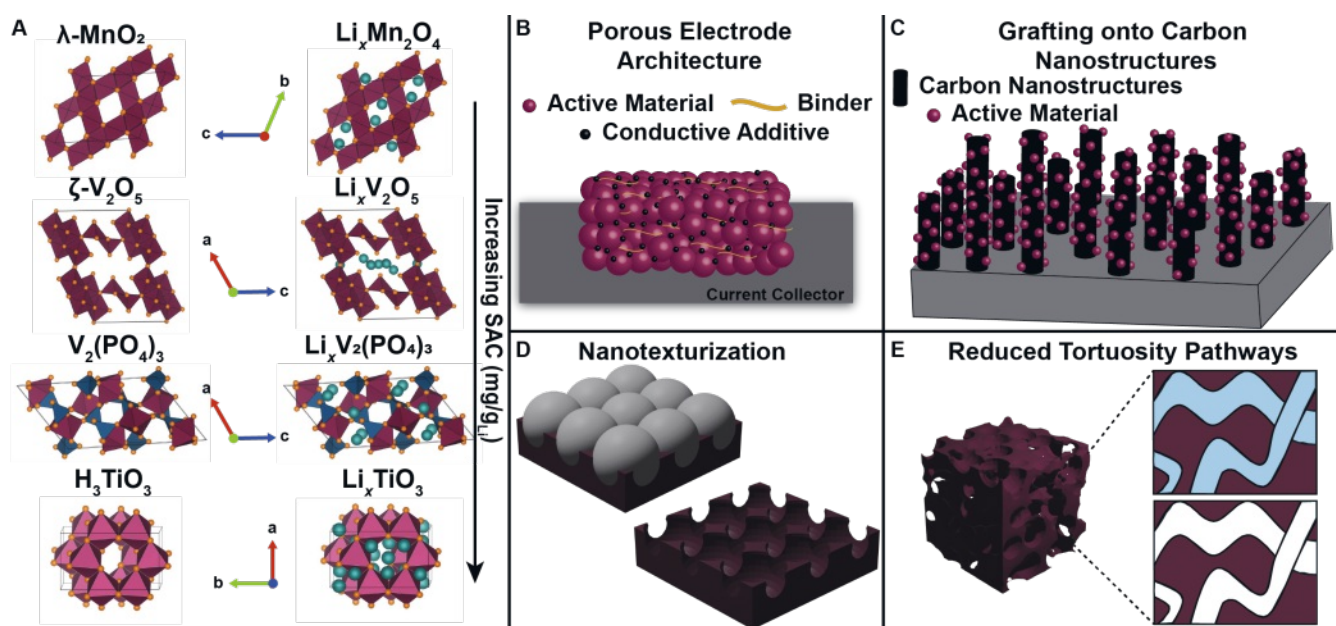 A
λ-MnO₂
LiₓMn₂O₄
b
c
ζ-V₂O₅
LiₓV₂O₅
a
c
V₂(PO₄)₃
LiₓV₂(PO₄)₃
a
c
H₃TiO₃
LiₓTiO₃
a
b
Increasing SAC (mg/g_Li)
B
Porous Electrode
Architecture
Active Material
Binder
Conductive Additive
Current Collector
C
Grafting onto Carbon
Nanostructures
Carbon Nanostructures
Active Material
D
Nanotexturization
E
Reduced Tortuosity Pathways